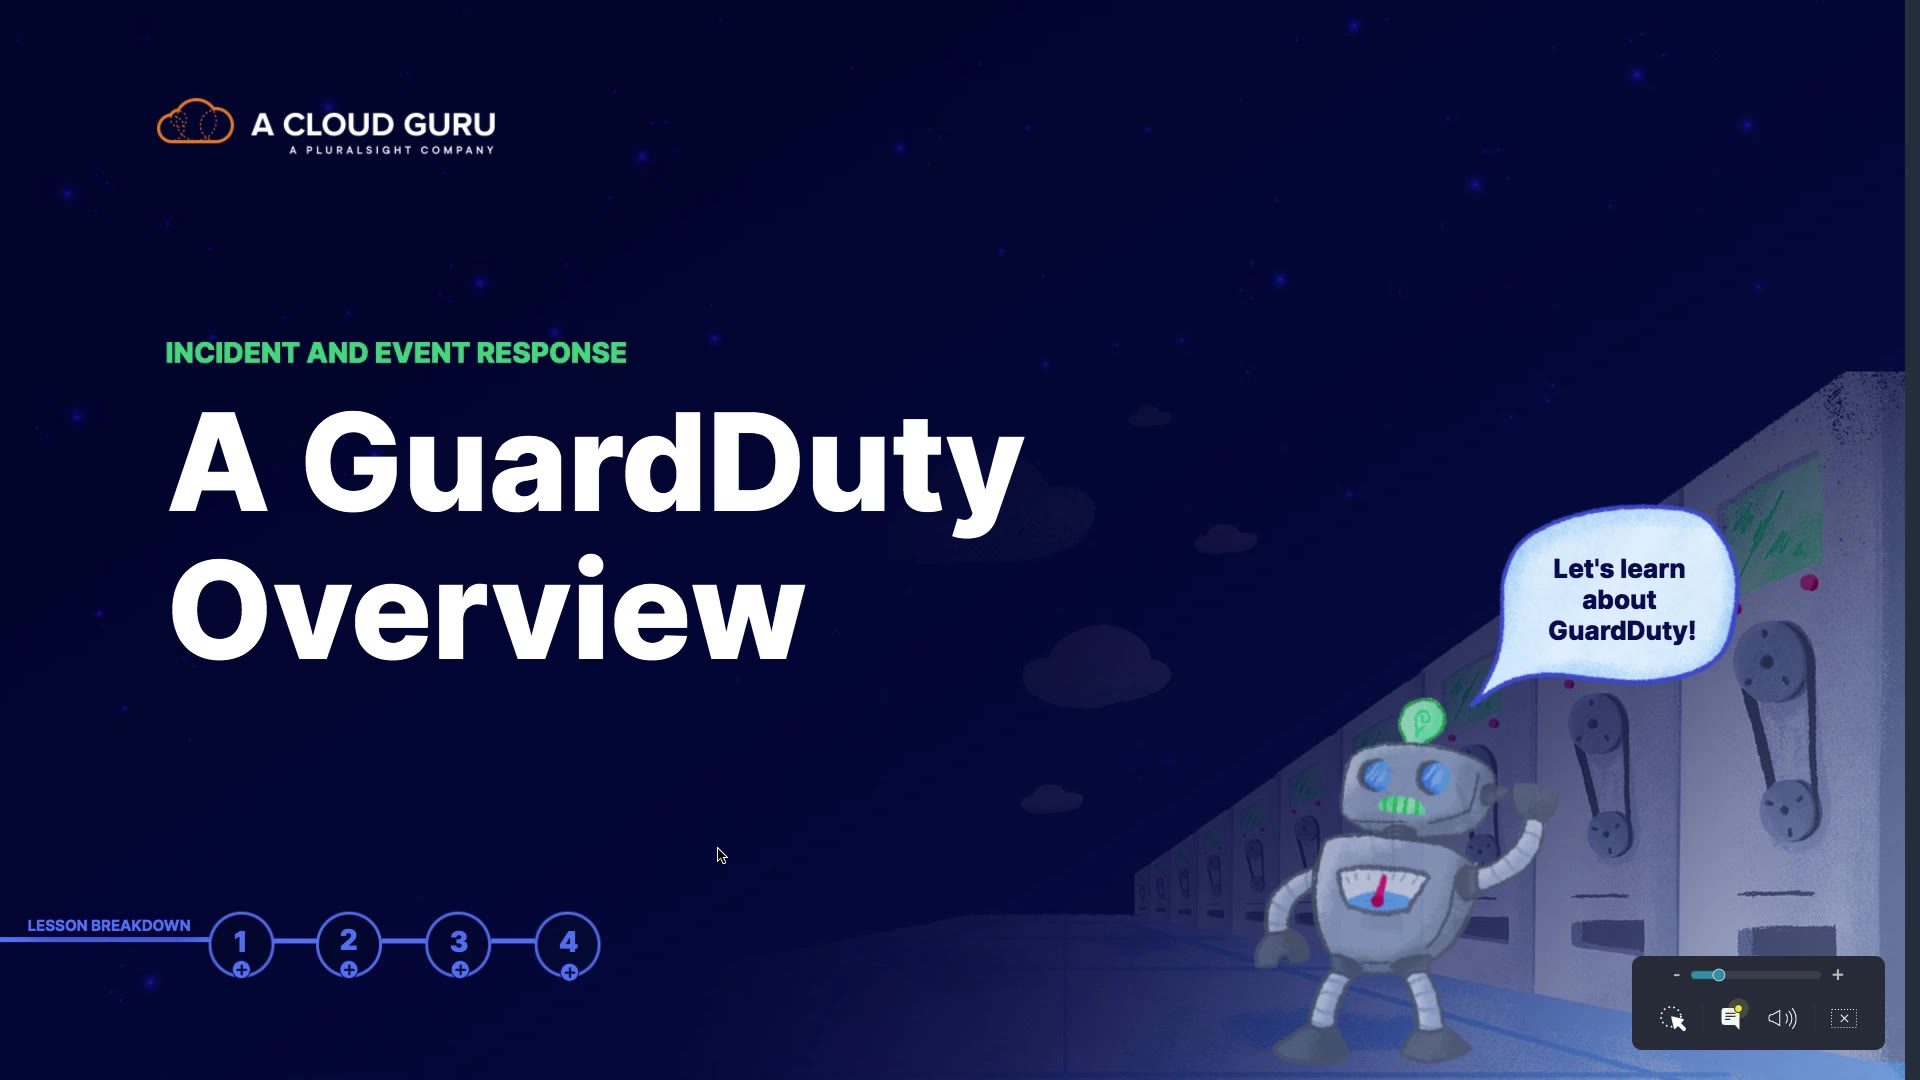 A CLOUD GURU
A PLURALSIGHT COMPANY
INCIDENT AND EVENT RESPONSE
A GuardDuty
Overview
Let's learn
about
GuardDuty!
LESSON BREAKDOWN
1
2
3
4